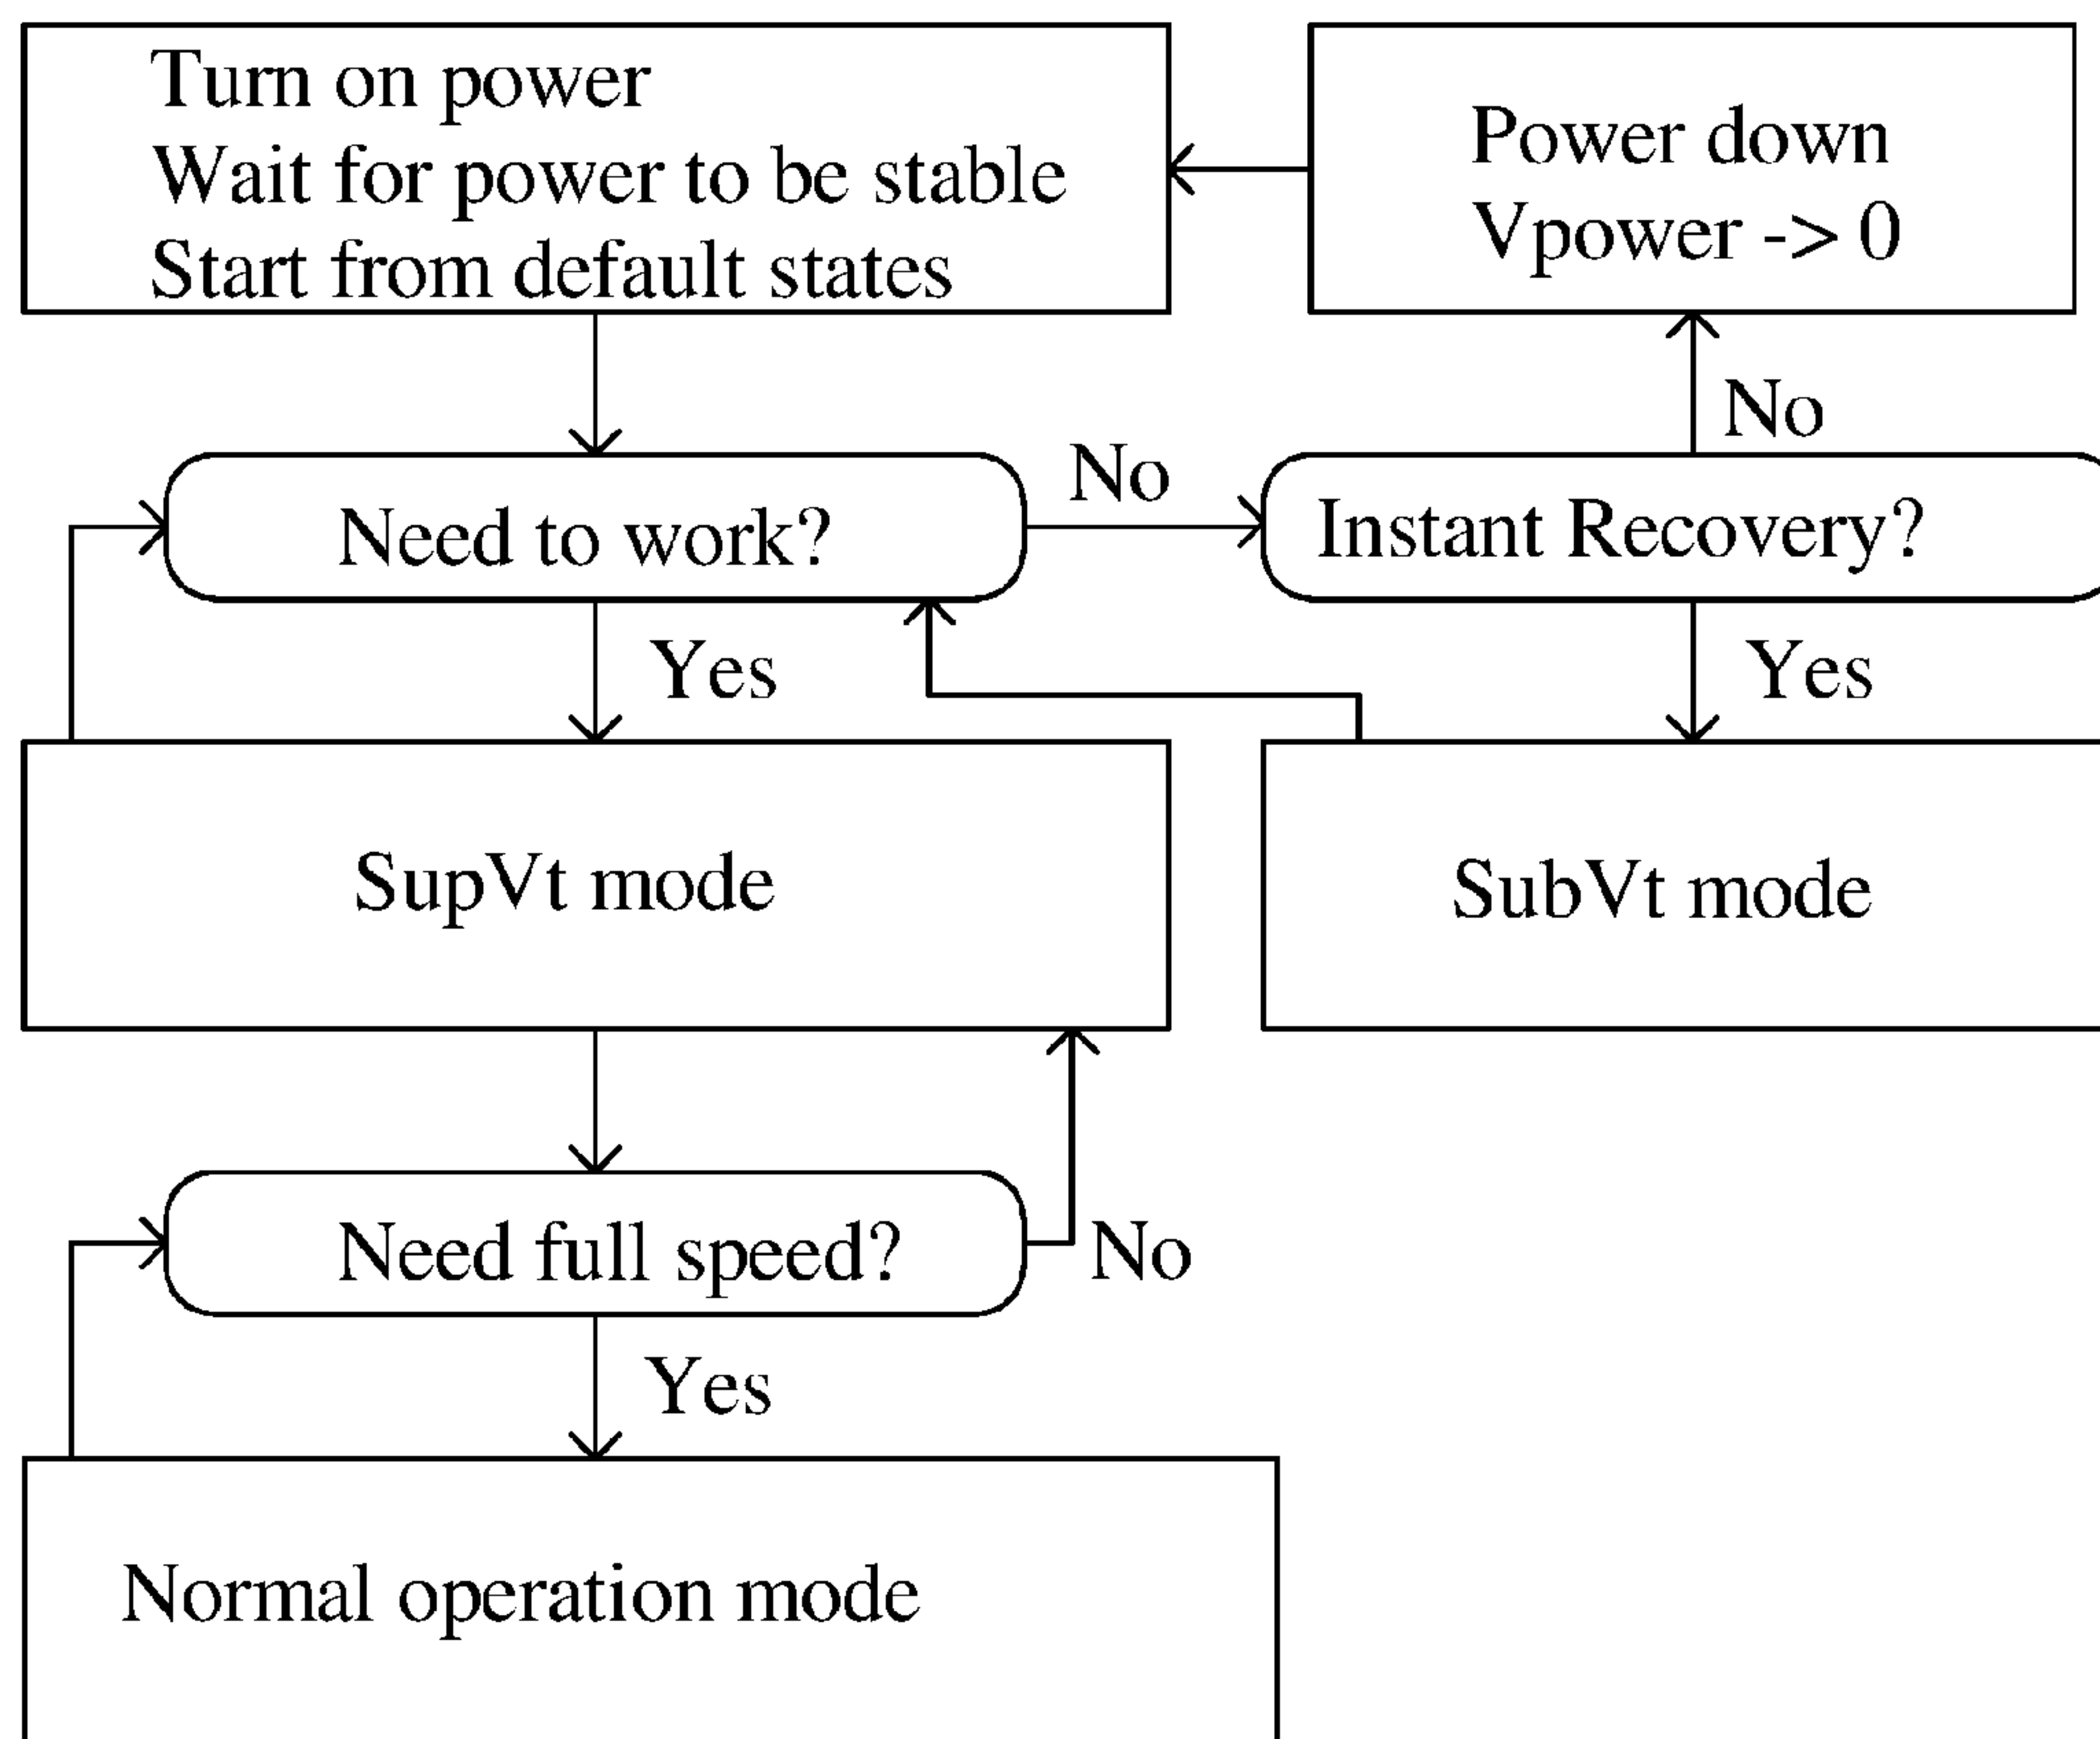 Turn on power
Wait for power to be stable
Start from default states
Power down
Vpower -> 0
No
Need to work?
No
Instant Recovery?
Yes
Yes
SupVt mode
SubVt mode
Need full speed?
No
Yes
Normal operation mode